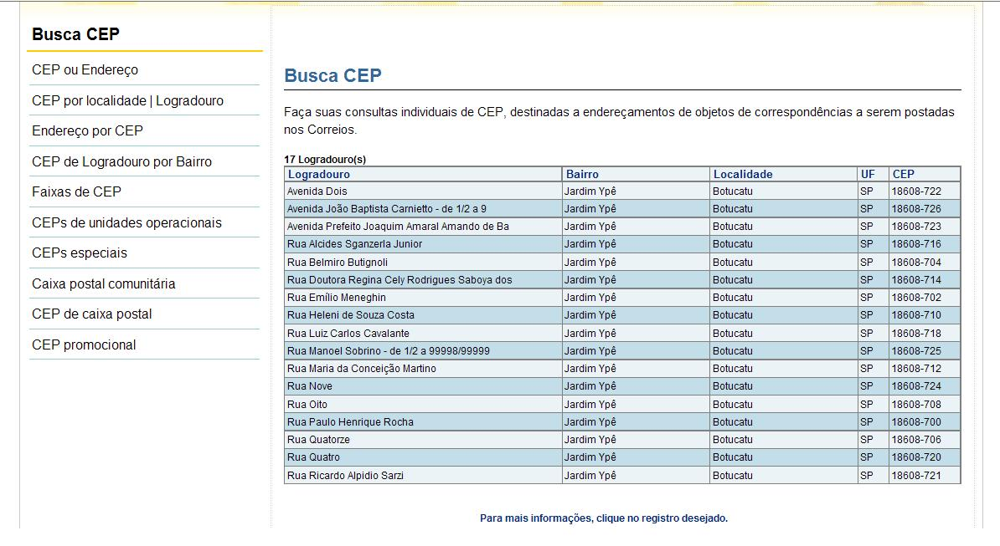 Busca CEP
CEP ou Endereço
CEP por localidade | Logradouro
Endereço por CEP
CEP de Logradouro por Bairro
Faixas de CEP
CEPs de unidades operacionais
CEPs especiais
Caixa postal comunitária
CEP de caixa postal
CEP promocional
Busca CEP
Faça suas consultas individuais de CEP, destinadas a endereçamentos de objetos de correspondências a serem postadas
nos Correios.
17 Logradouro(s)
Logradouro Bairro Localidade UF CEP
Avenida Dois Jardim Ypê Botucatu SP 18608-722
Avenida João Baptista Carnietto - de 1/2 a 9 Jardim Ypê Botucatu SP 18608-726
Avenida Prefeito Joaquim Amaral Amando de Ba Jardim Ypê Botucatu SP 18608-723
Rua Alcides Sganzerla Junior Jardim Ypê Botucatu SP 18608-716
Rua Belmiro Butignoli Jardim Ypê Botucatu SP 18608-704
Rua Doutora Regina Cely Rodrigues Saboya dos Jardim Ypê Botucatu SP 18608-714
Rua Emílio Meneghin Jardim Ypê Botucatu SP 18608-702
Rua Heleni de Souza Costa Jardim Ypê Botucatu SP 18608-710
Rua Luiz Carlos Cavalante Jardim Ypê Botucatu SP 18608-718
Rua Manoel Sobrino - de 1/2 a 99998/99999 Jardim Ypê Botucatu SP 18608-725
Rua Maria da Conceição Martino Jardim Ypê Botucatu SP 18608-712
Rua Nove Jardim Ypê Botucatu SP 18608-724
Rua Oito Jardim Ypê Botucatu SP 18608-708
Rua Paulo Henrique Rocha Jardim Ypê Botucatu SP 18608-700
Rua Quatorze Jardim Ypê Botucatu SP 18608-706
Rua Quatro Jardim Ypê Botucatu SP 18608-720
Rua Ricardo Alpidio Sarzi Jardim Ypê Botucatu SP 18608-721
Para mais informações, clique no registro desejado.